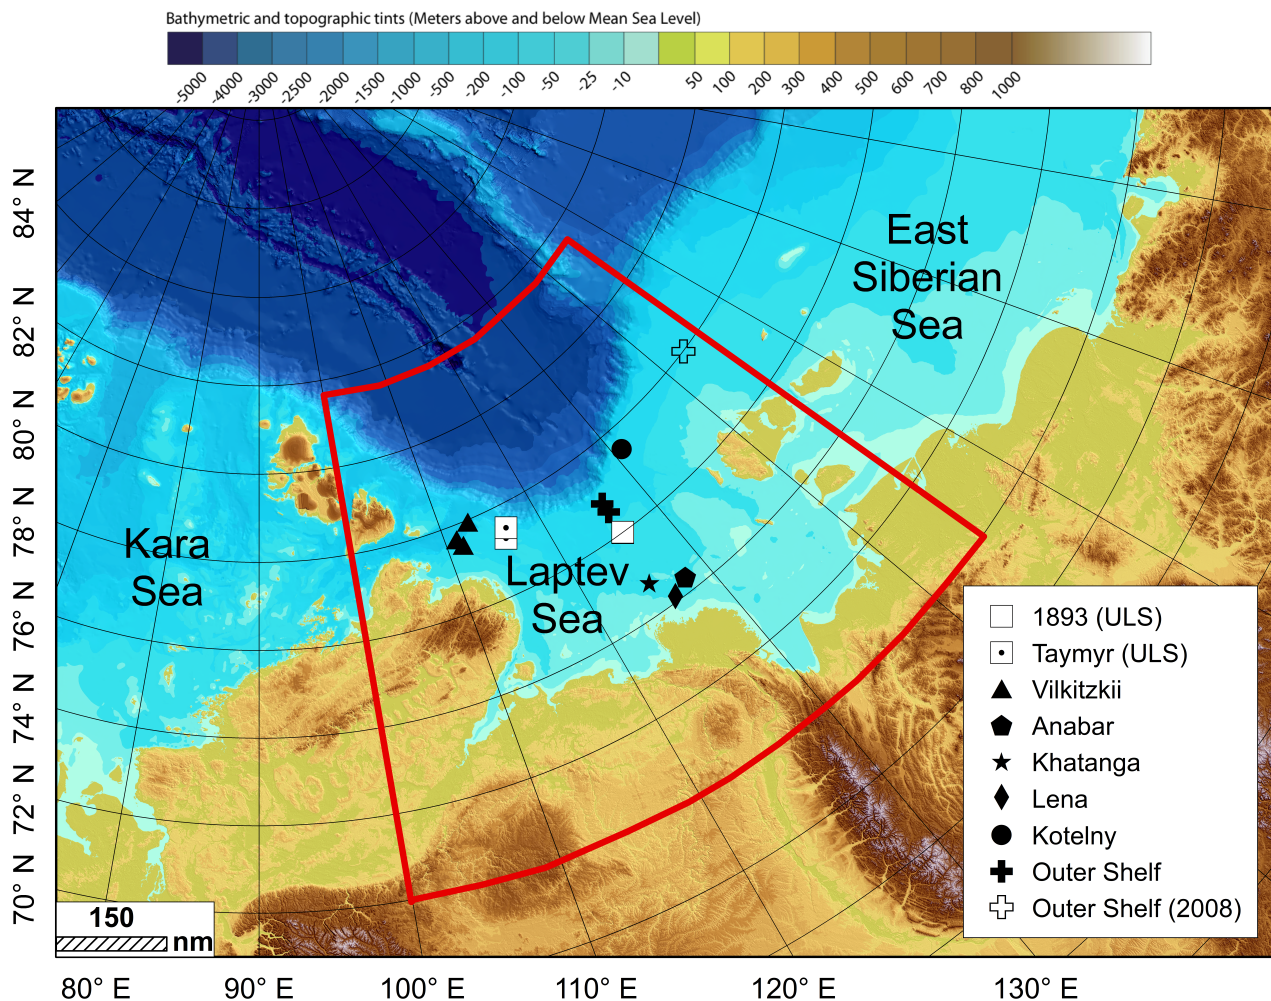 Bathymetric and topographic tints (Meters above and below Mean Sea Level)
-5000 -4000 -3000 -2500 -2000 -1500 -1000 -500 -200 -100 -50 -25 -10 50 100 200 300 400 500 600 700 800 1000
84° N
82° N
80° N
78° N
76° N
74° N
72° N
70° N
East
Siberian
Sea
Kara
Sea
Laptev
Sea
1893 (ULS)
Taymyr (ULS)
Vilkitzkii
Anabar
Khatanga
Lena
Kotelny
Outer Shelf
Outer Shelf (2008)
150
nm
80° E 90° E 100° E 110° E 120° E 130° E